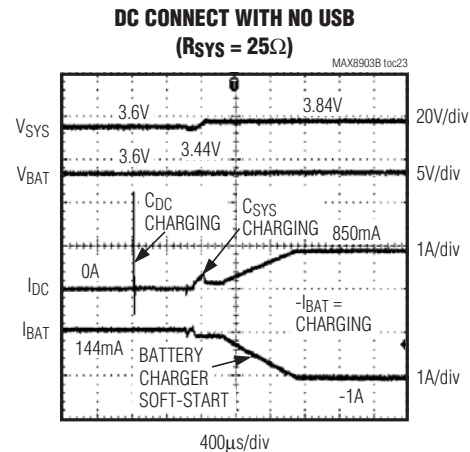 DC CONNECT WITH NO USB
(RSYS = 25Ω)
MAX8903B toc23
3.6V
3.84V
20V/div
VSYS
3.6V
3.44V
VBAT
5V/div
CDC
CHARGING
CSYS
CHARGING
850mA
1A/div
0A
IDC
-IBAT =
CHARGING
IBAT
144mA
BATTERY
CHARGER
SOFT-START
-1A
1A/div
400µs/div